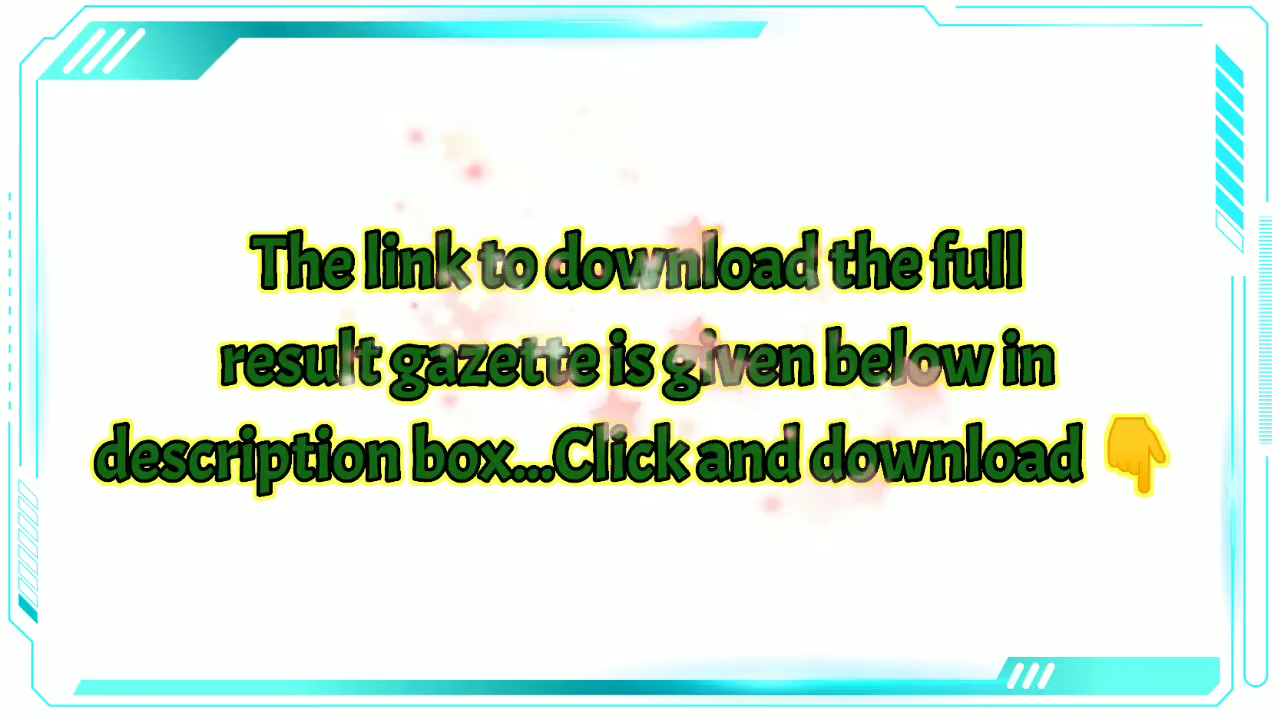 The link to download the full
result gazette is given below in
description box...Click and download 👇